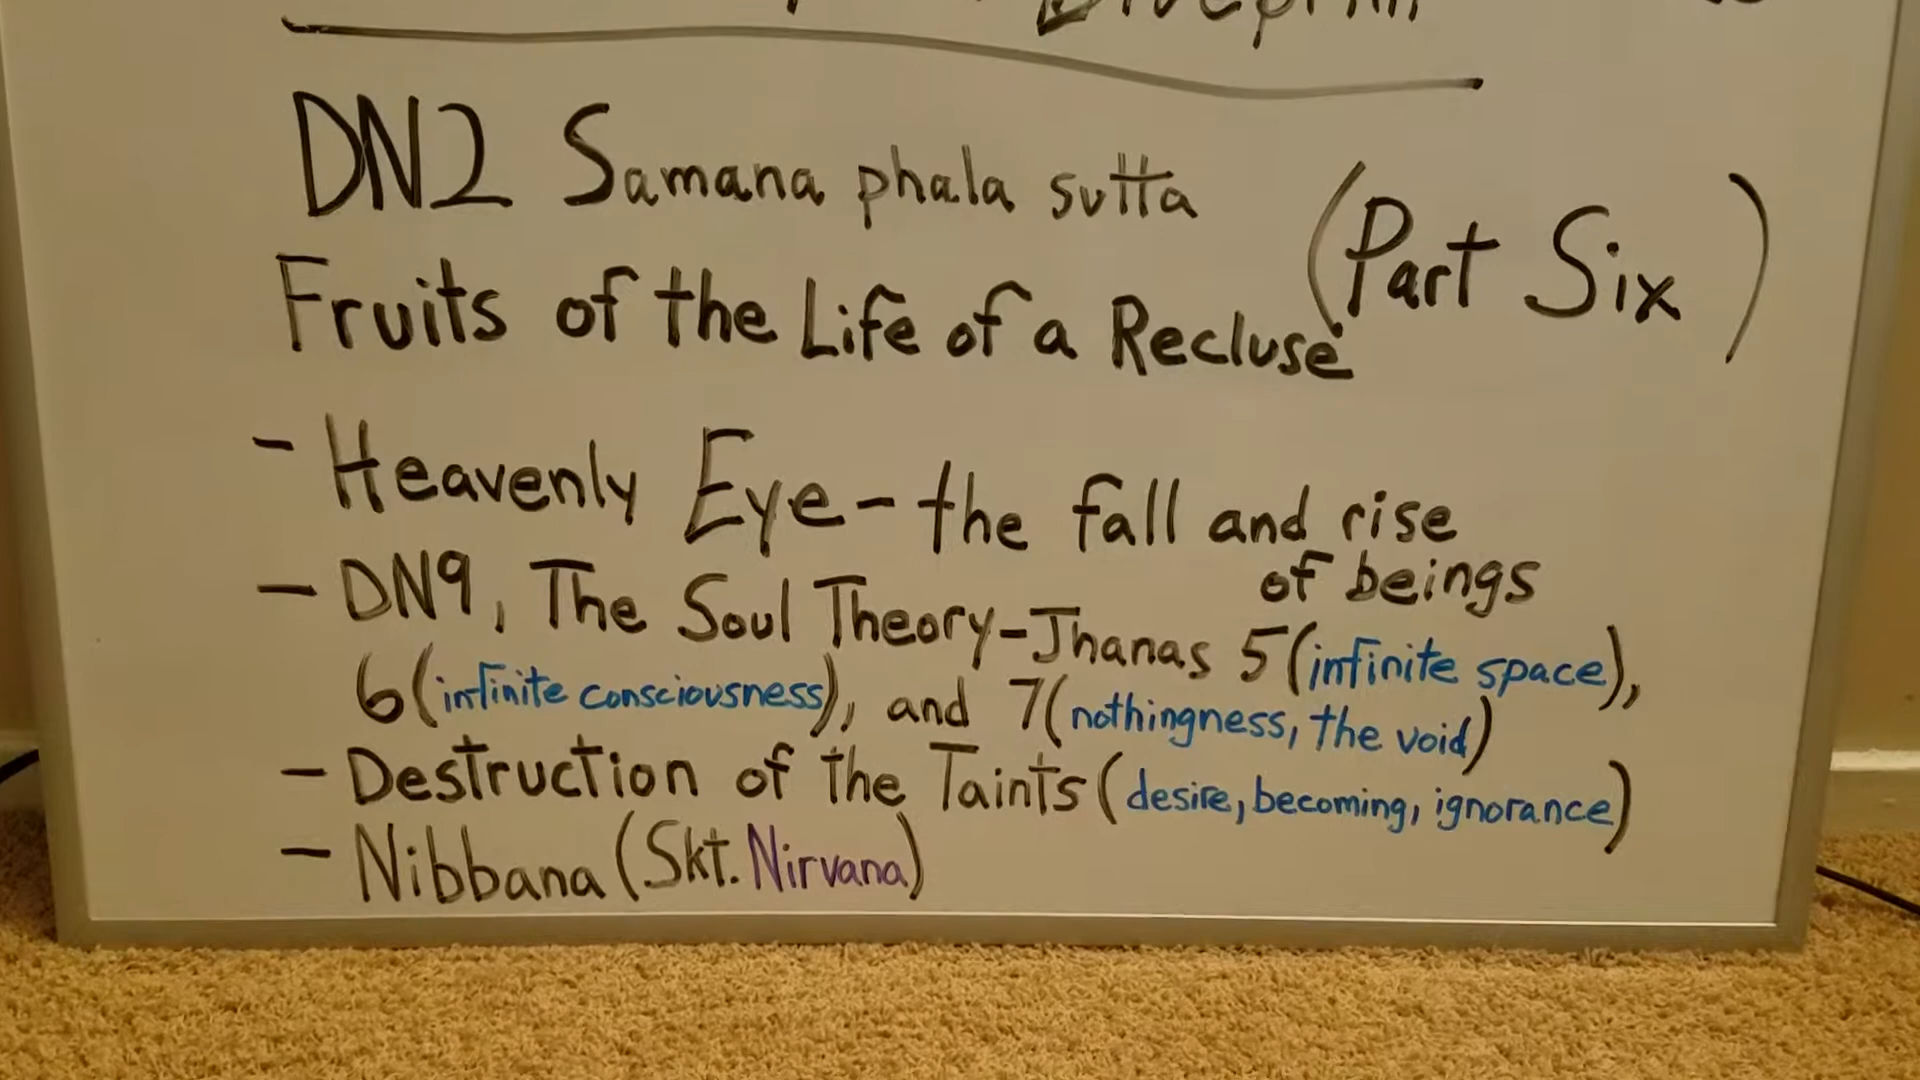 Blueprint
DN2 Samana phala sutta
(Part Six)
Fruits of the Life of a Recluse
- Heavenly Eye - the fall and rise
of beings
- DN9, The Soul Theory - Jhanas 5 (infinite space),
6 (infinite consciousness), and 7 (nothingness, the void)
- Destruction of the Taints (desire, becoming, ignorance)
- Nibbana (Skt. Nirvana)